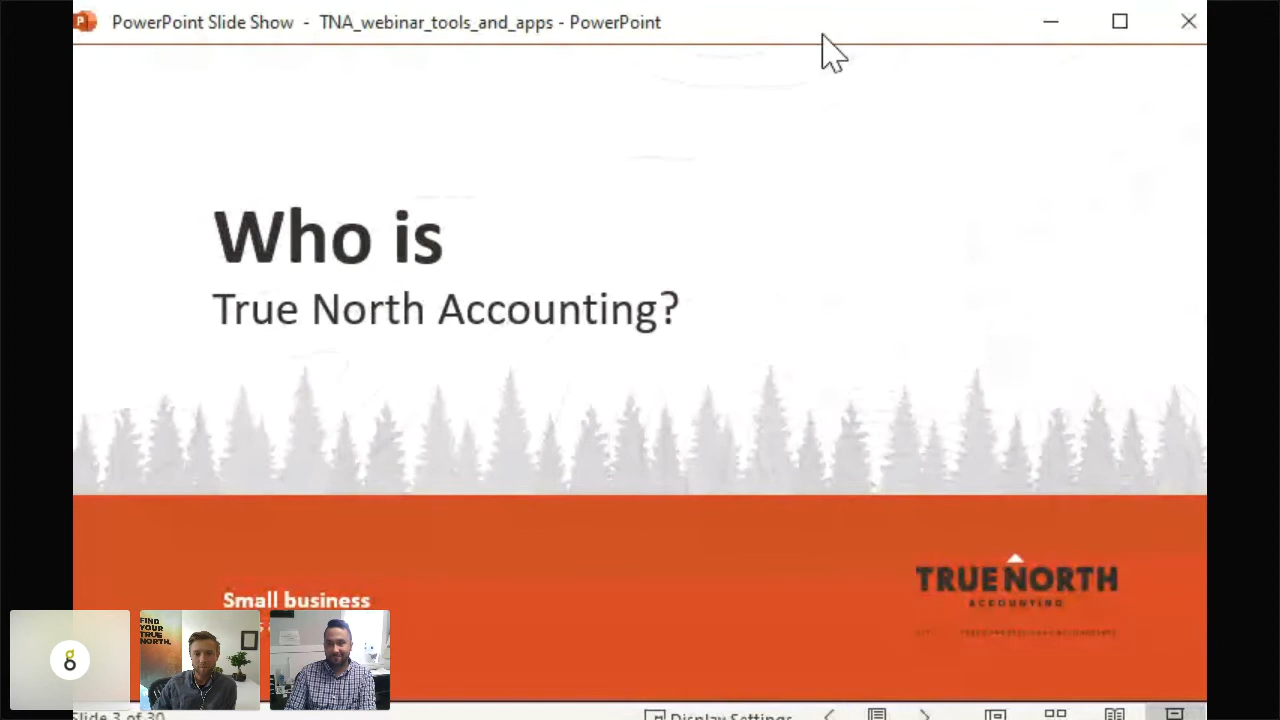 PowerPoint Slide Show - TNA_webinar_tools_and_apps - PowerPoint
Who is
True North Accounting?
Small business
TRUE NORTH
ACCOUNTING
FIND
YOUR
TRUE
NORTH.
Slide 3 of 30
Display Settings